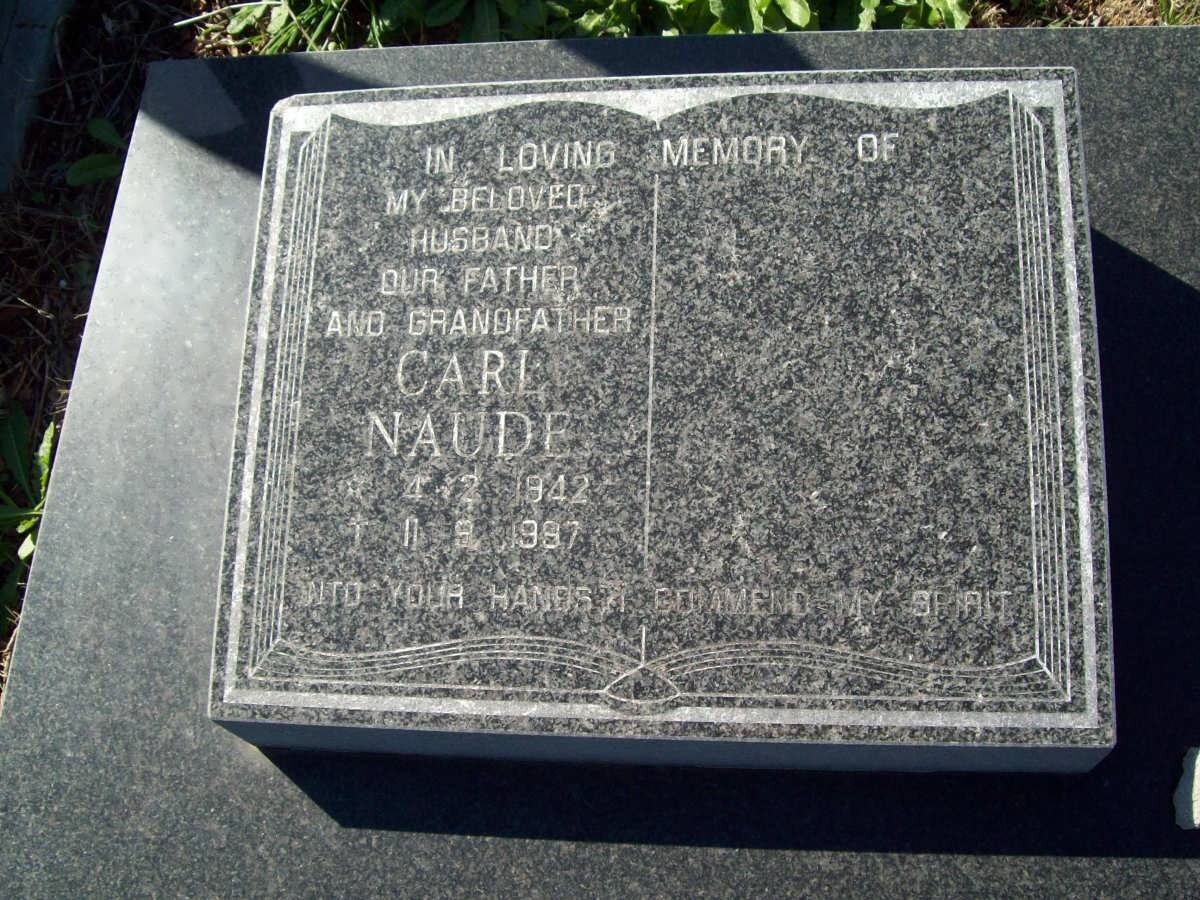 IN LOVING MEMORY OF
MY BELOVED
HUSBAND
OUR FATHER
AND GRANDFATHER
CARL
NAUDE
* 4 2 1942
† 11 9 1997
INTO YOUR HANDS I COMMEND MY SPIRIT